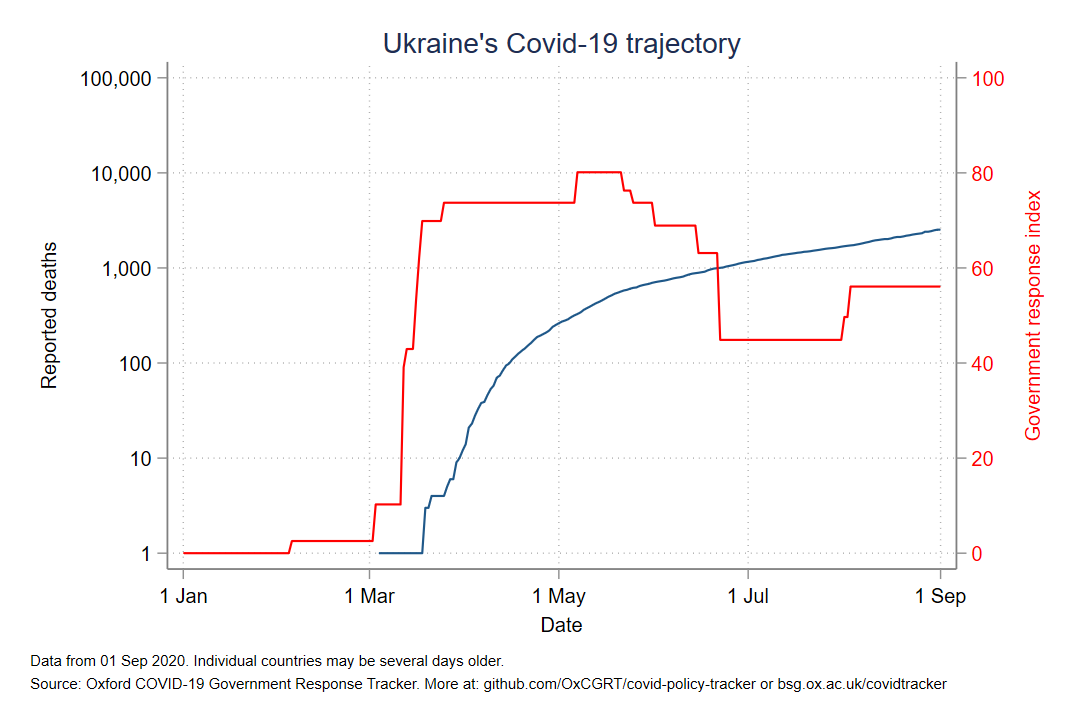 Ukraine's Covid-19 trajectory
100,000
10,000
1,000
100
10
1
Reported deaths
100
80
60
40
20
0
Government response index
1 Jan
1 Mar
1 May
1 Jul
1 Sep
Date
Data from 01 Sep 2020. Individual countries may be several days older.
Source: Oxford COVID-19 Government Response Tracker. More at: github.com/OxCGRT/covid-policy-tracker or bsg.ox.ac.uk/covidtracker